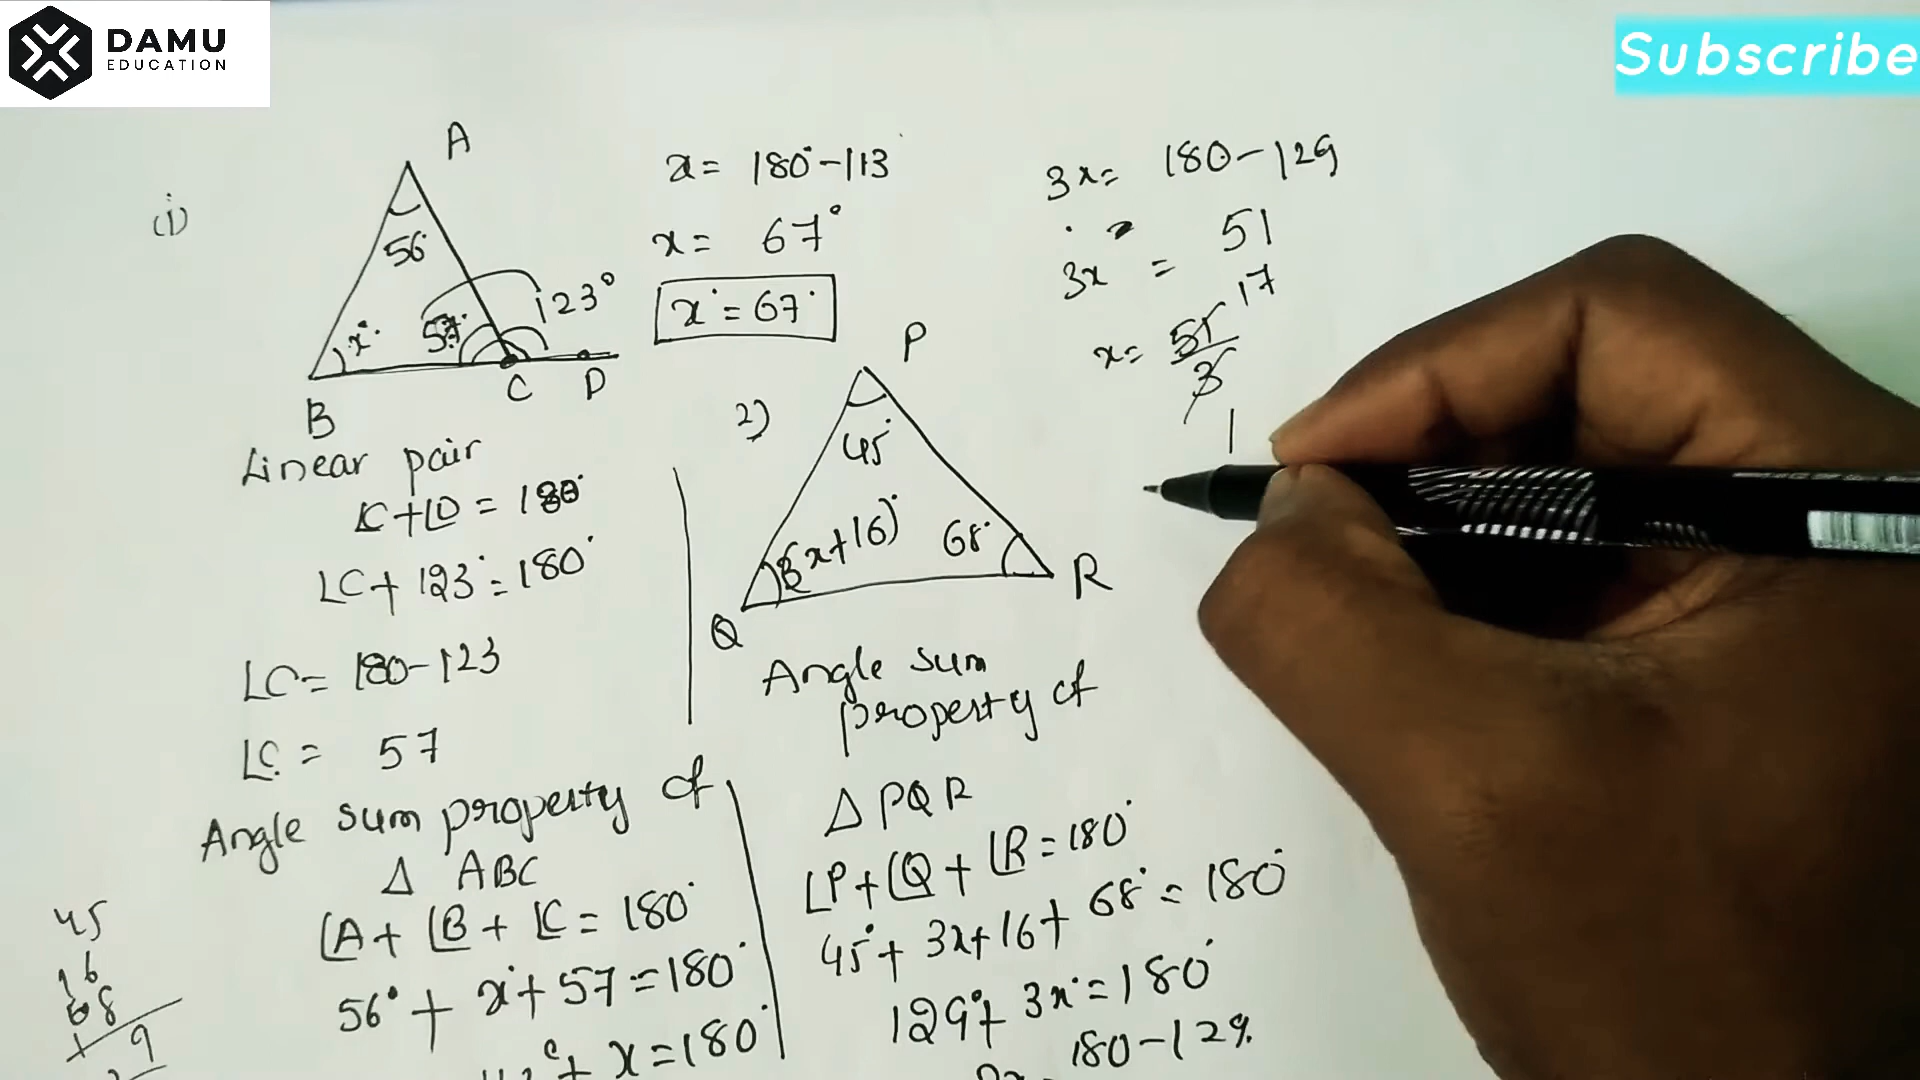 DAMU
EDUCATION
Subscribe
(i)
A
56°
x°
57°
123°
B
C
D
Linear pair
∠C+∠D = 180°
∠C+ 123°=180°
∠C= 180-123
∠C = 57
Angle sum property of
Δ ABC
∠A+ ∠B+ ∠C= 180°
56°+ x°+ 57=180°
+ x=180°
45
16
68
+ 9
x= 180°-113
x= 67°
x°=67°
2)
P
45°
(3x+16)°
68°
Q
R
Angle sum
property of
Δ PQR
∠P+∠Q+ ∠R=180°
45°+ 3x+16+ 68°=180°
129°+ 3x°=180°
180-129
3x= 180-129
= 51
3x = 51
x= 51/3
17
1